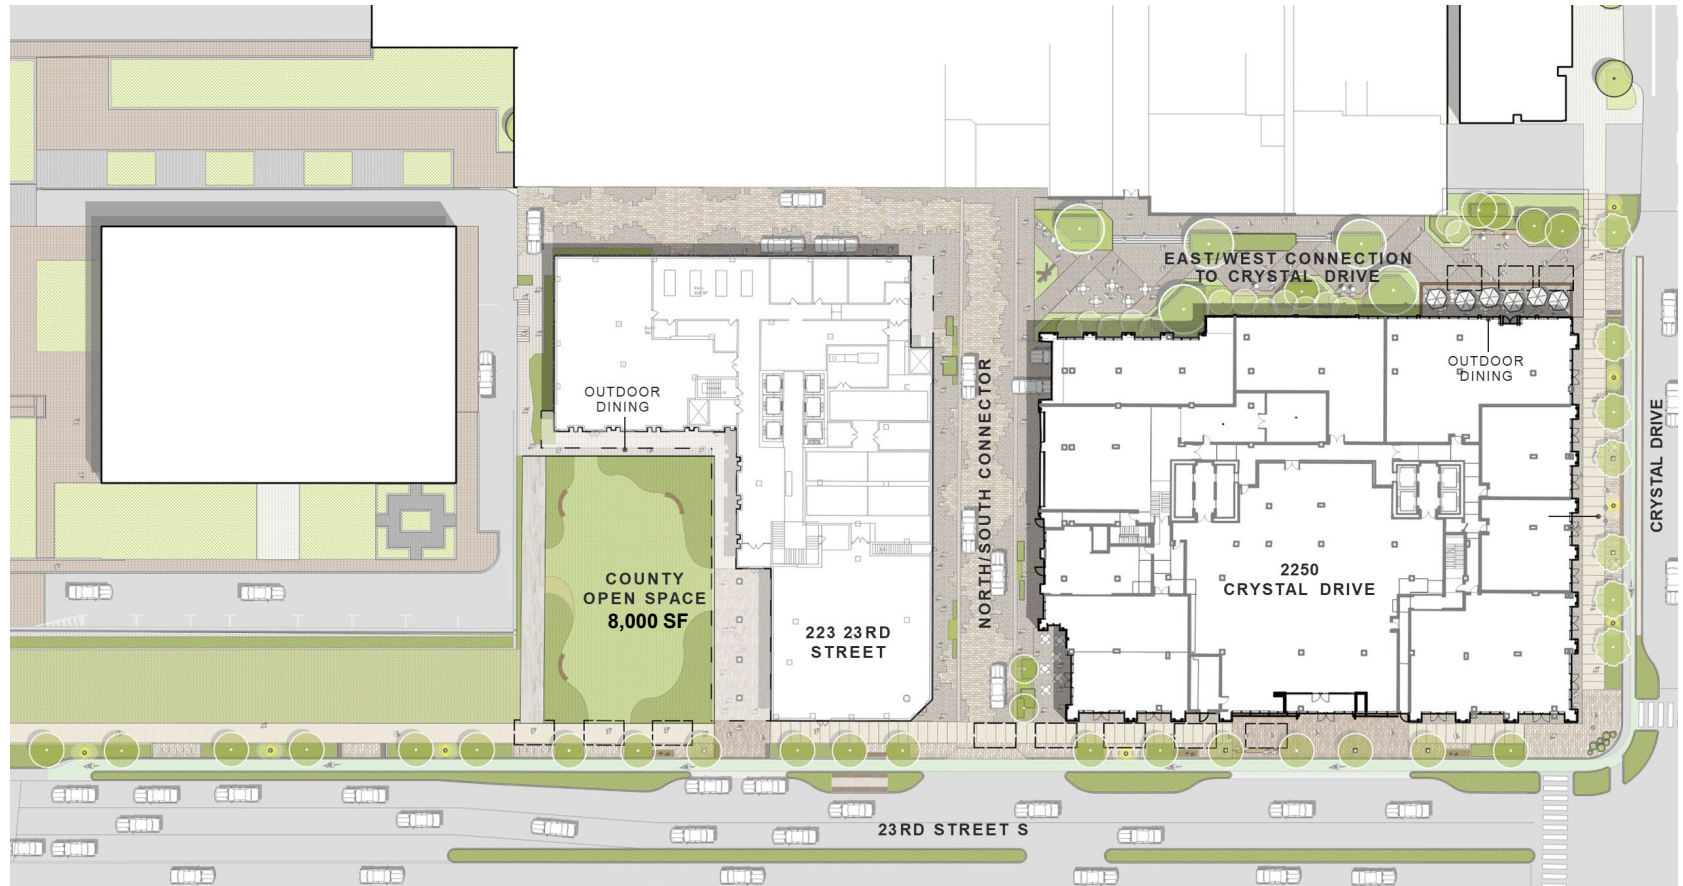 EAST/WEST CONNECTION
TO CRYSTAL DRIVE
OUTDOOR
DINING
OUTDOOR
DINING
NORTH/SOUTH CONNECTOR
CRYSTAL DRIVE
COUNTY
OPEN SPACE
8,000 SF
223 23RD
STREET
2250
CRYSTAL DRIVE
23RD STREET S